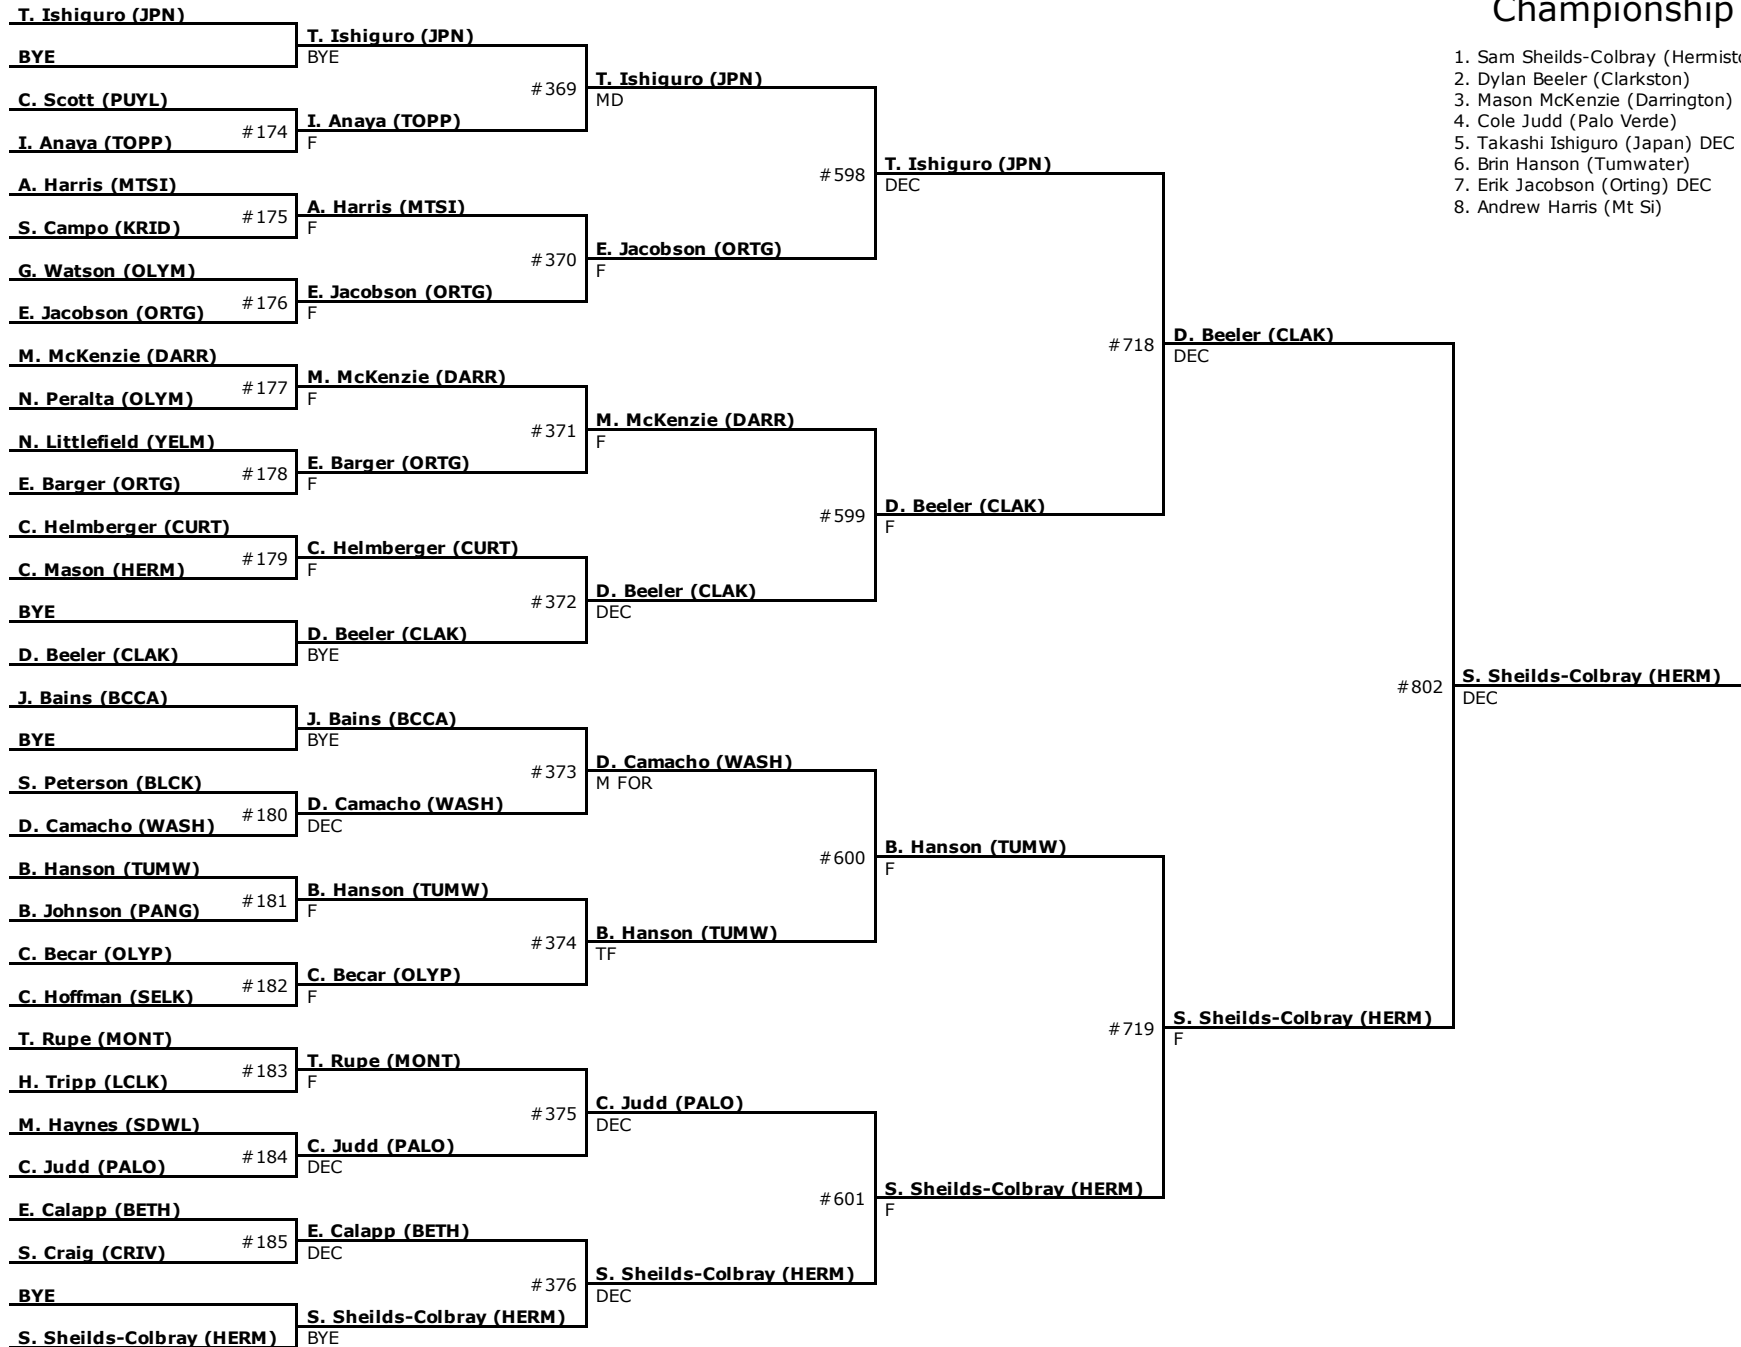 Championship
1. Sam Sheilds-Colbray (Hermisto
2. Dylan Beeler (Clarkston)
3. Mason McKenzie (Darrington)
4. Cole Judd (Palo Verde)
5. Takashi Ishiguro (Japan) DEC
6. Brin Hanson (Tumwater)
7. Erik Jacobson (Orting) DEC
8. Andrew Harris (Mt Si)
T. Ishiguro (JPN)
BYE
C. Scott (PUYL)
#174
I. Anaya (TOPP)
A. Harris (MTSI)
#175
S. Campo (KRID)
G. Watson (OLYM)
#176
E. Jacobson (ORTG)
M. McKenzie (DARR)
#177
N. Peralta (OLYM)
N. Littlefield (YELM)
#178
E. Barger (ORTG)
C. Helmberger (CURT)
#179
C. Mason (HERM)
BYE
D. Beeler (CLAK)
J. Bains (BCCA)
BYE
S. Peterson (BLCK)
#180
D. Camacho (WASH)
B. Hanson (TUMW)
#181
B. Johnson (PANG)
C. Becar (OLYP)
#182
C. Hoffman (SELK)
T. Rupe (MONT)
#183
H. Tripp (LCLK)
M. Haynes (SDWL)
#184
C. Judd (PALO)
E. Calapp (BETH)
#185
S. Craig (CRIV)
BYE
S. Sheilds-Colbray (HERM)
T. Ishiguro (JPN)
BYE
#369
I. Anaya (TOPP)
F
A. Harris (MTSI)
F
#370
E. Jacobson (ORTG)
F
M. McKenzie (DARR)
F
#371
E. Barger (ORTG)
F
C. Helmberger (CURT)
F
#372
D. Beeler (CLAK)
BYE
J. Bains (BCCA)
BYE
#373
D. Camacho (WASH)
DEC
B. Hanson (TUMW)
F
#374
C. Becar (OLYP)
F
T. Rupe (MONT)
F
#375
C. Judd (PALO)
DEC
E. Calapp (BETH)
DEC
#376
S. Sheilds-Colbray (HERM)
BYE
T. Ishiguro (JPN)
MD
#598
E. Jacobson (ORTG)
F
M. McKenzie (DARR)
F
#599
D. Beeler (CLAK)
DEC
D. Camacho (WASH)
M FOR
#600
B. Hanson (TUMW)
TF
C. Judd (PALO)
DEC
#601
S. Sheilds-Colbray (HERM)
DEC
T. Ishiguro (JPN)
DEC
#718
D. Beeler (CLAK)
F
B. Hanson (TUMW)
F
#719
S. Sheilds-Colbray (HERM)
F
D. Beeler (CLAK)
DEC
#802
S. Sheilds-Colbray (HERM)
F
S. Sheilds-Colbray (HERM)
DEC